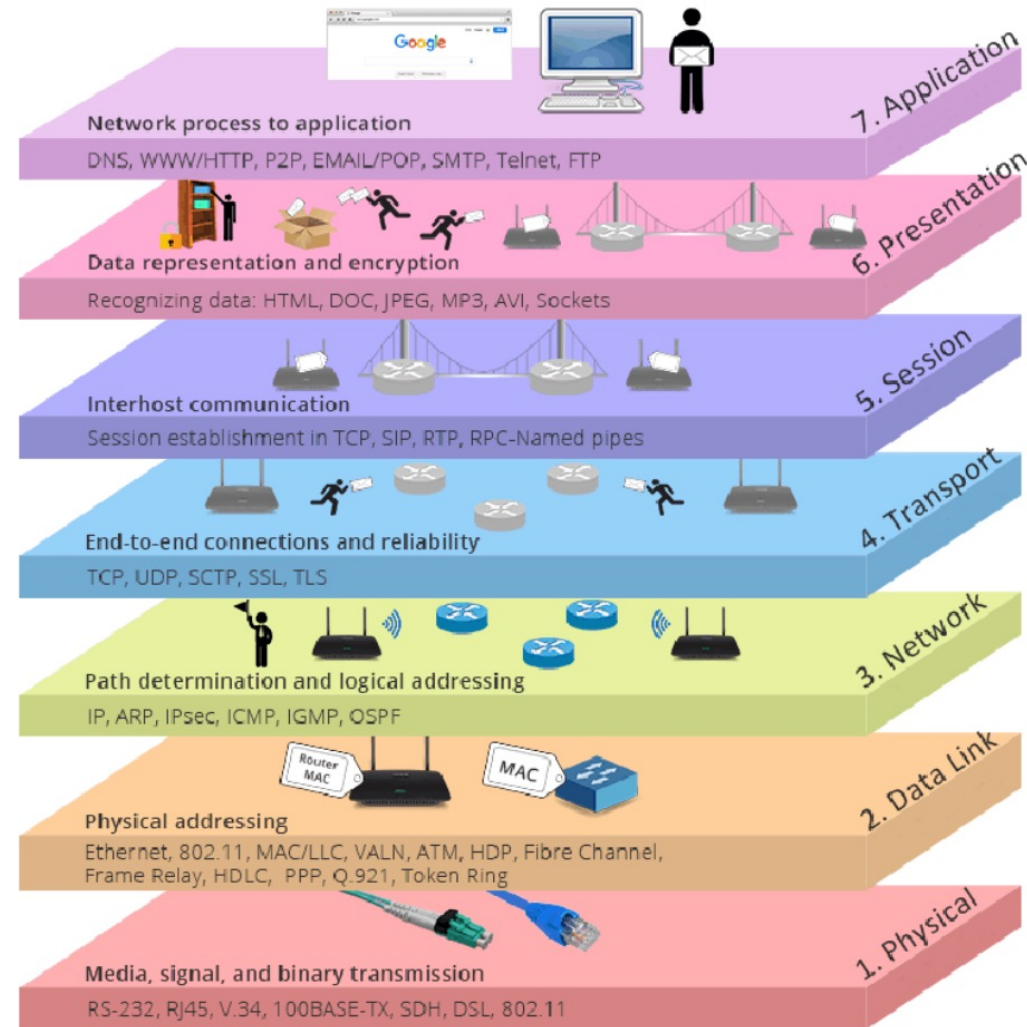 Google
7. Application
Network process to application
DNS, WWW/HTTP, P2P, EMAIL/POP, SMTP, Telnet, FTP
6. Presentation
Data representation and encryption
Recognizing data: HTML, DOC, JPEG, MP3, AVI, Sockets
5. Session
Interhost communication
Session establishment in TCP, SIP, RTP, RPC-Named pipes
4. Transport
End-to-end connections and reliability
TCP, UDP, SCTP, SSL, TLS
3. Network
Path determination and logical addressing
IP, ARP, IPsec, ICMP, IGMP, OSPF
Router
MAC
MAC
2. Data Link
Physical addressing
Ethernet, 802.11, MAC/LLC, VALN, ATM, HDP, Fibre Channel,
Frame Relay, HDLC, PPP, Q.921, Token Ring
1. Physical
Media, signal, and binary transmission
RS-232, RJ45, V.34, 100BASE-TX, SDH, DSL, 802.11